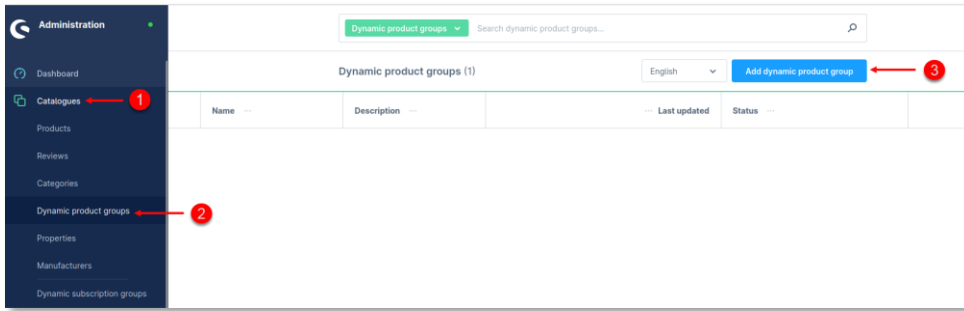 Administration
Dynamic product groups
Search dynamic product groups...
Dashboard
Dynamic product groups (1)
English
Add dynamic product group
3
Catalogues
1
Name
Description
Last updated
Status
Products
Reviews
Categories
Dynamic product groups
2
Properties
Manufacturers
Dynamic subscription groups